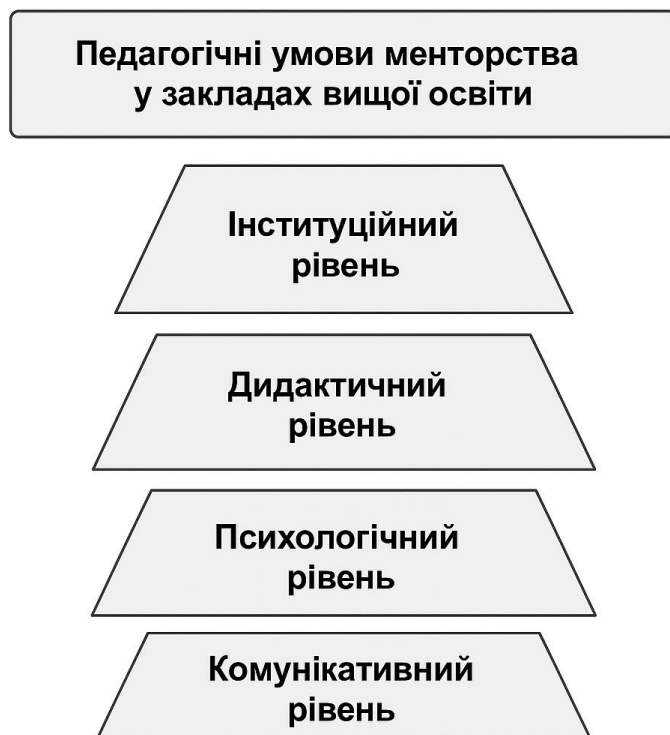 Педагогічні умови менторства
у закладах вищої освіти
Інституційний
рівень
Дидактичний
рівень
Психологічний
рівень
Комунікативний
рівень